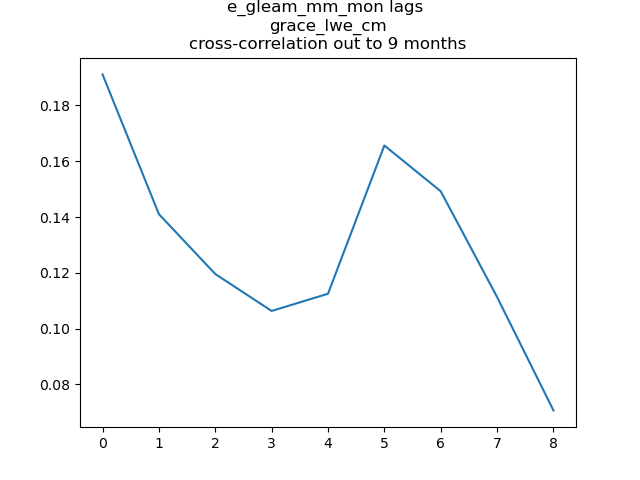 e_gleam_mm_mon lags
grace_lwe_cm
cross-correlation out to 9 months
0.18
0.16
0.14
0.12
0.10
0.08
0 1 2 3 4 5 6 7 8